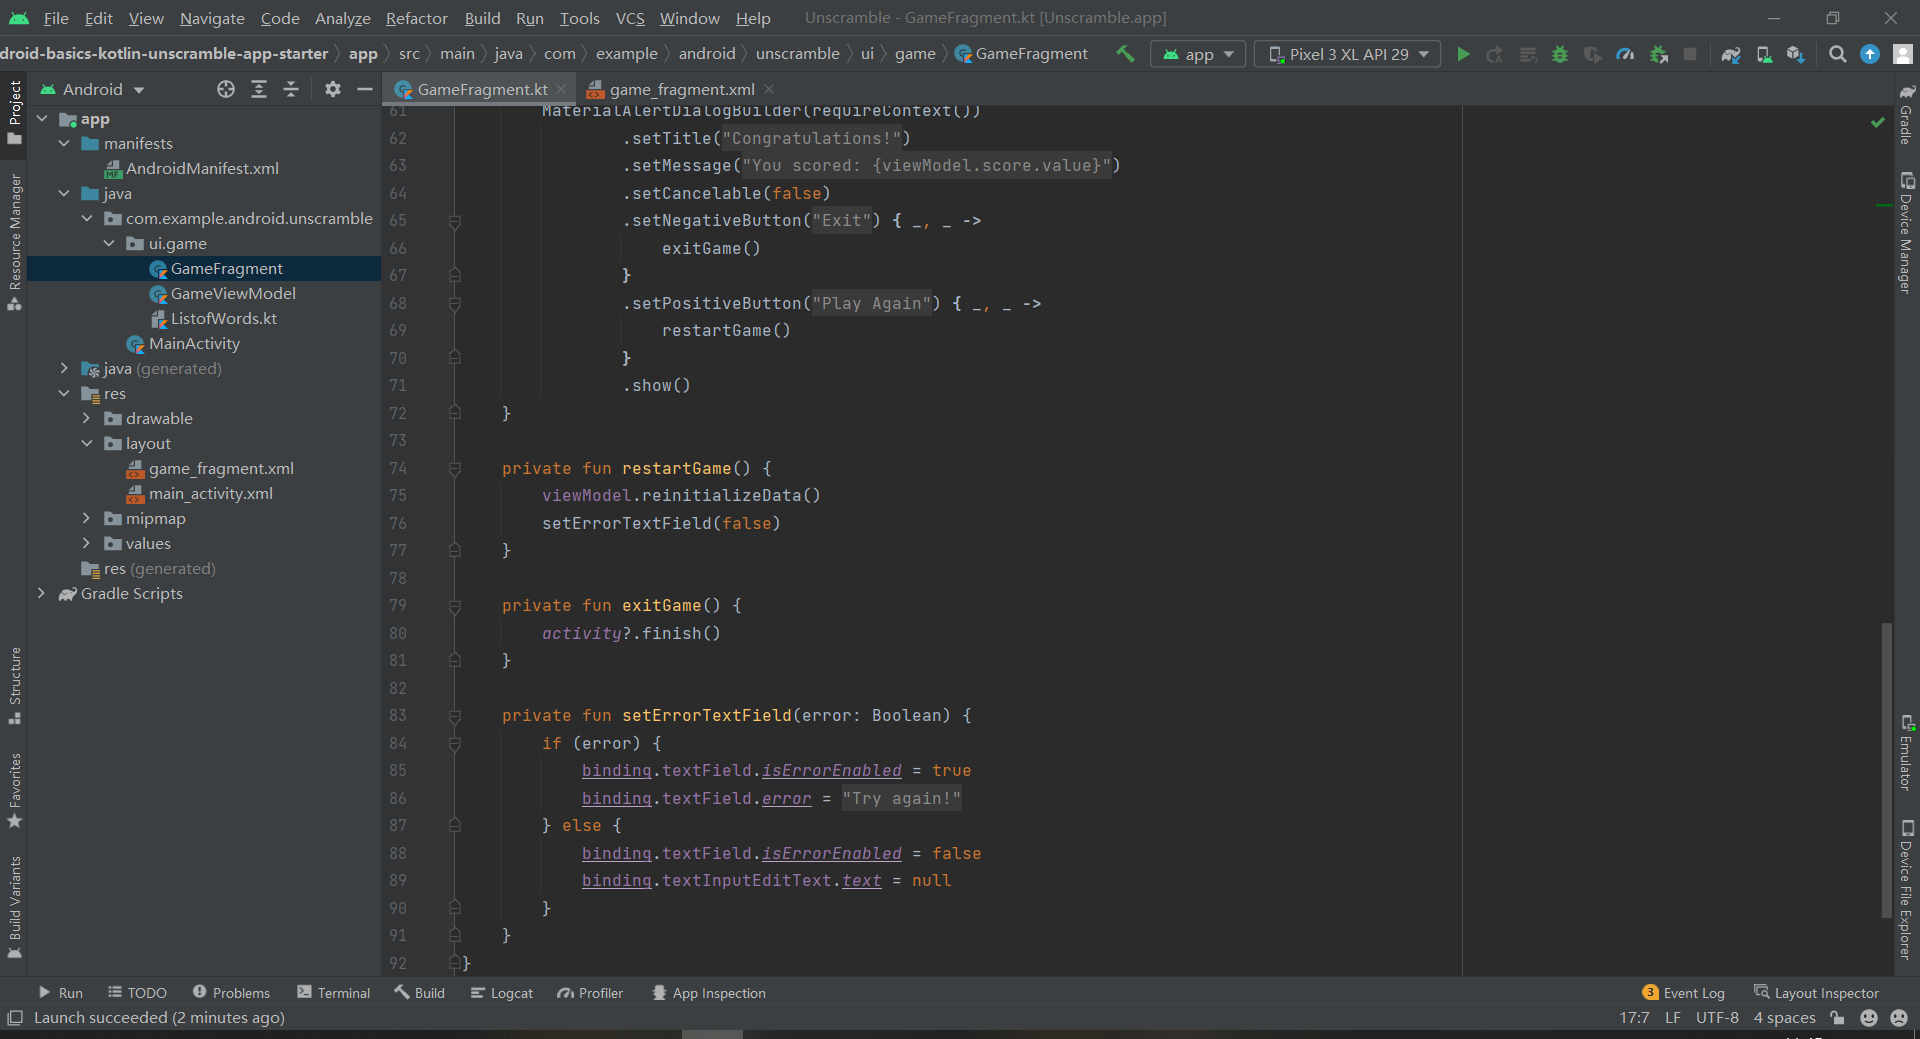 File Edit View Navigate Code Analyze Refactor Build Run Tools VCS Window Help Unscramble - GameFragment.kt [Unscramble.app]
droid-basics-kotlin-unscramble-app-starter app src main java com example android unscramble ui game GameFragment app Pixel 3 XL API 29
Android
GameFragment.kt game_fragment.xml
app
manifests
AndroidManifest.xml
java
com.example.android.unscramble
ui.game
GameFragment
GameViewModel
ListofWords.kt
MainActivity
java (generated)
res
drawable
layout
game_fragment.xml
main_activity.xml
mipmap
values
res (generated)
Gradle Scripts
Project
Resource Manager
Structure
Favorites
Build Variants
61 MaterialAlertDialogBuilder(requireContext())
62 .setTitle("Congratulations!")
63 .setMessage("You scored: {viewModel.score.value}")
64 .setCancelable(false)
65 .setNegativeButton("Exit") { _, _ ->
66 exitGame()
67 }
68 .setPositiveButton("Play Again") { _, _ ->
69 restartGame()
70 }
71 .show()
72 }
73
74 private fun restartGame() {
75 viewModel.reinitializeData()
76 setErrorTextField(false)
77 }
78
79 private fun exitGame() {
80 activity?.finish()
81 }
82
83 private fun setErrorTextField(error: Boolean) {
84 if (error) {
85 binding.textField.isErrorEnabled = true
86 binding.textField.error = "Try again!"
87 } else {
88 binding.textField.isErrorEnabled = false
89 binding.textInputEditText.text = null
90 }
91 }
92 }
Gradle
Device Manager
Emulator
Device File Explorer
Run TODO Problems Terminal Build Logcat Profiler App Inspection 3 Event Log Layout Inspector
Launch succeeded (2 minutes ago) 17:7 LF UTF-8 4 spaces